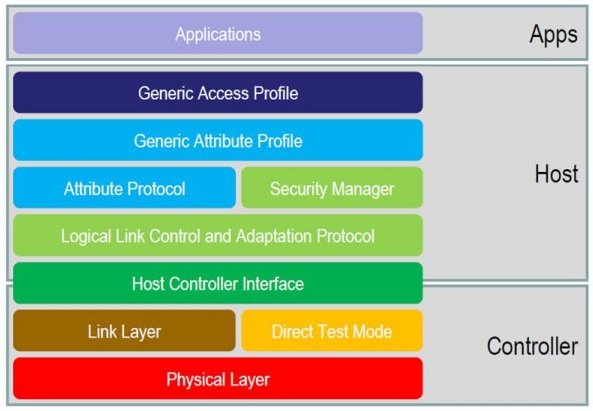 Applications
Apps
Generic Access Profile
Generic Attribute Profile
Attribute Protocol
Security Manager
Host
Logical Link Control and Adaptation Protocol
Host Controller Interface
Link Layer
Direct Test Mode
Controller
Physical Layer